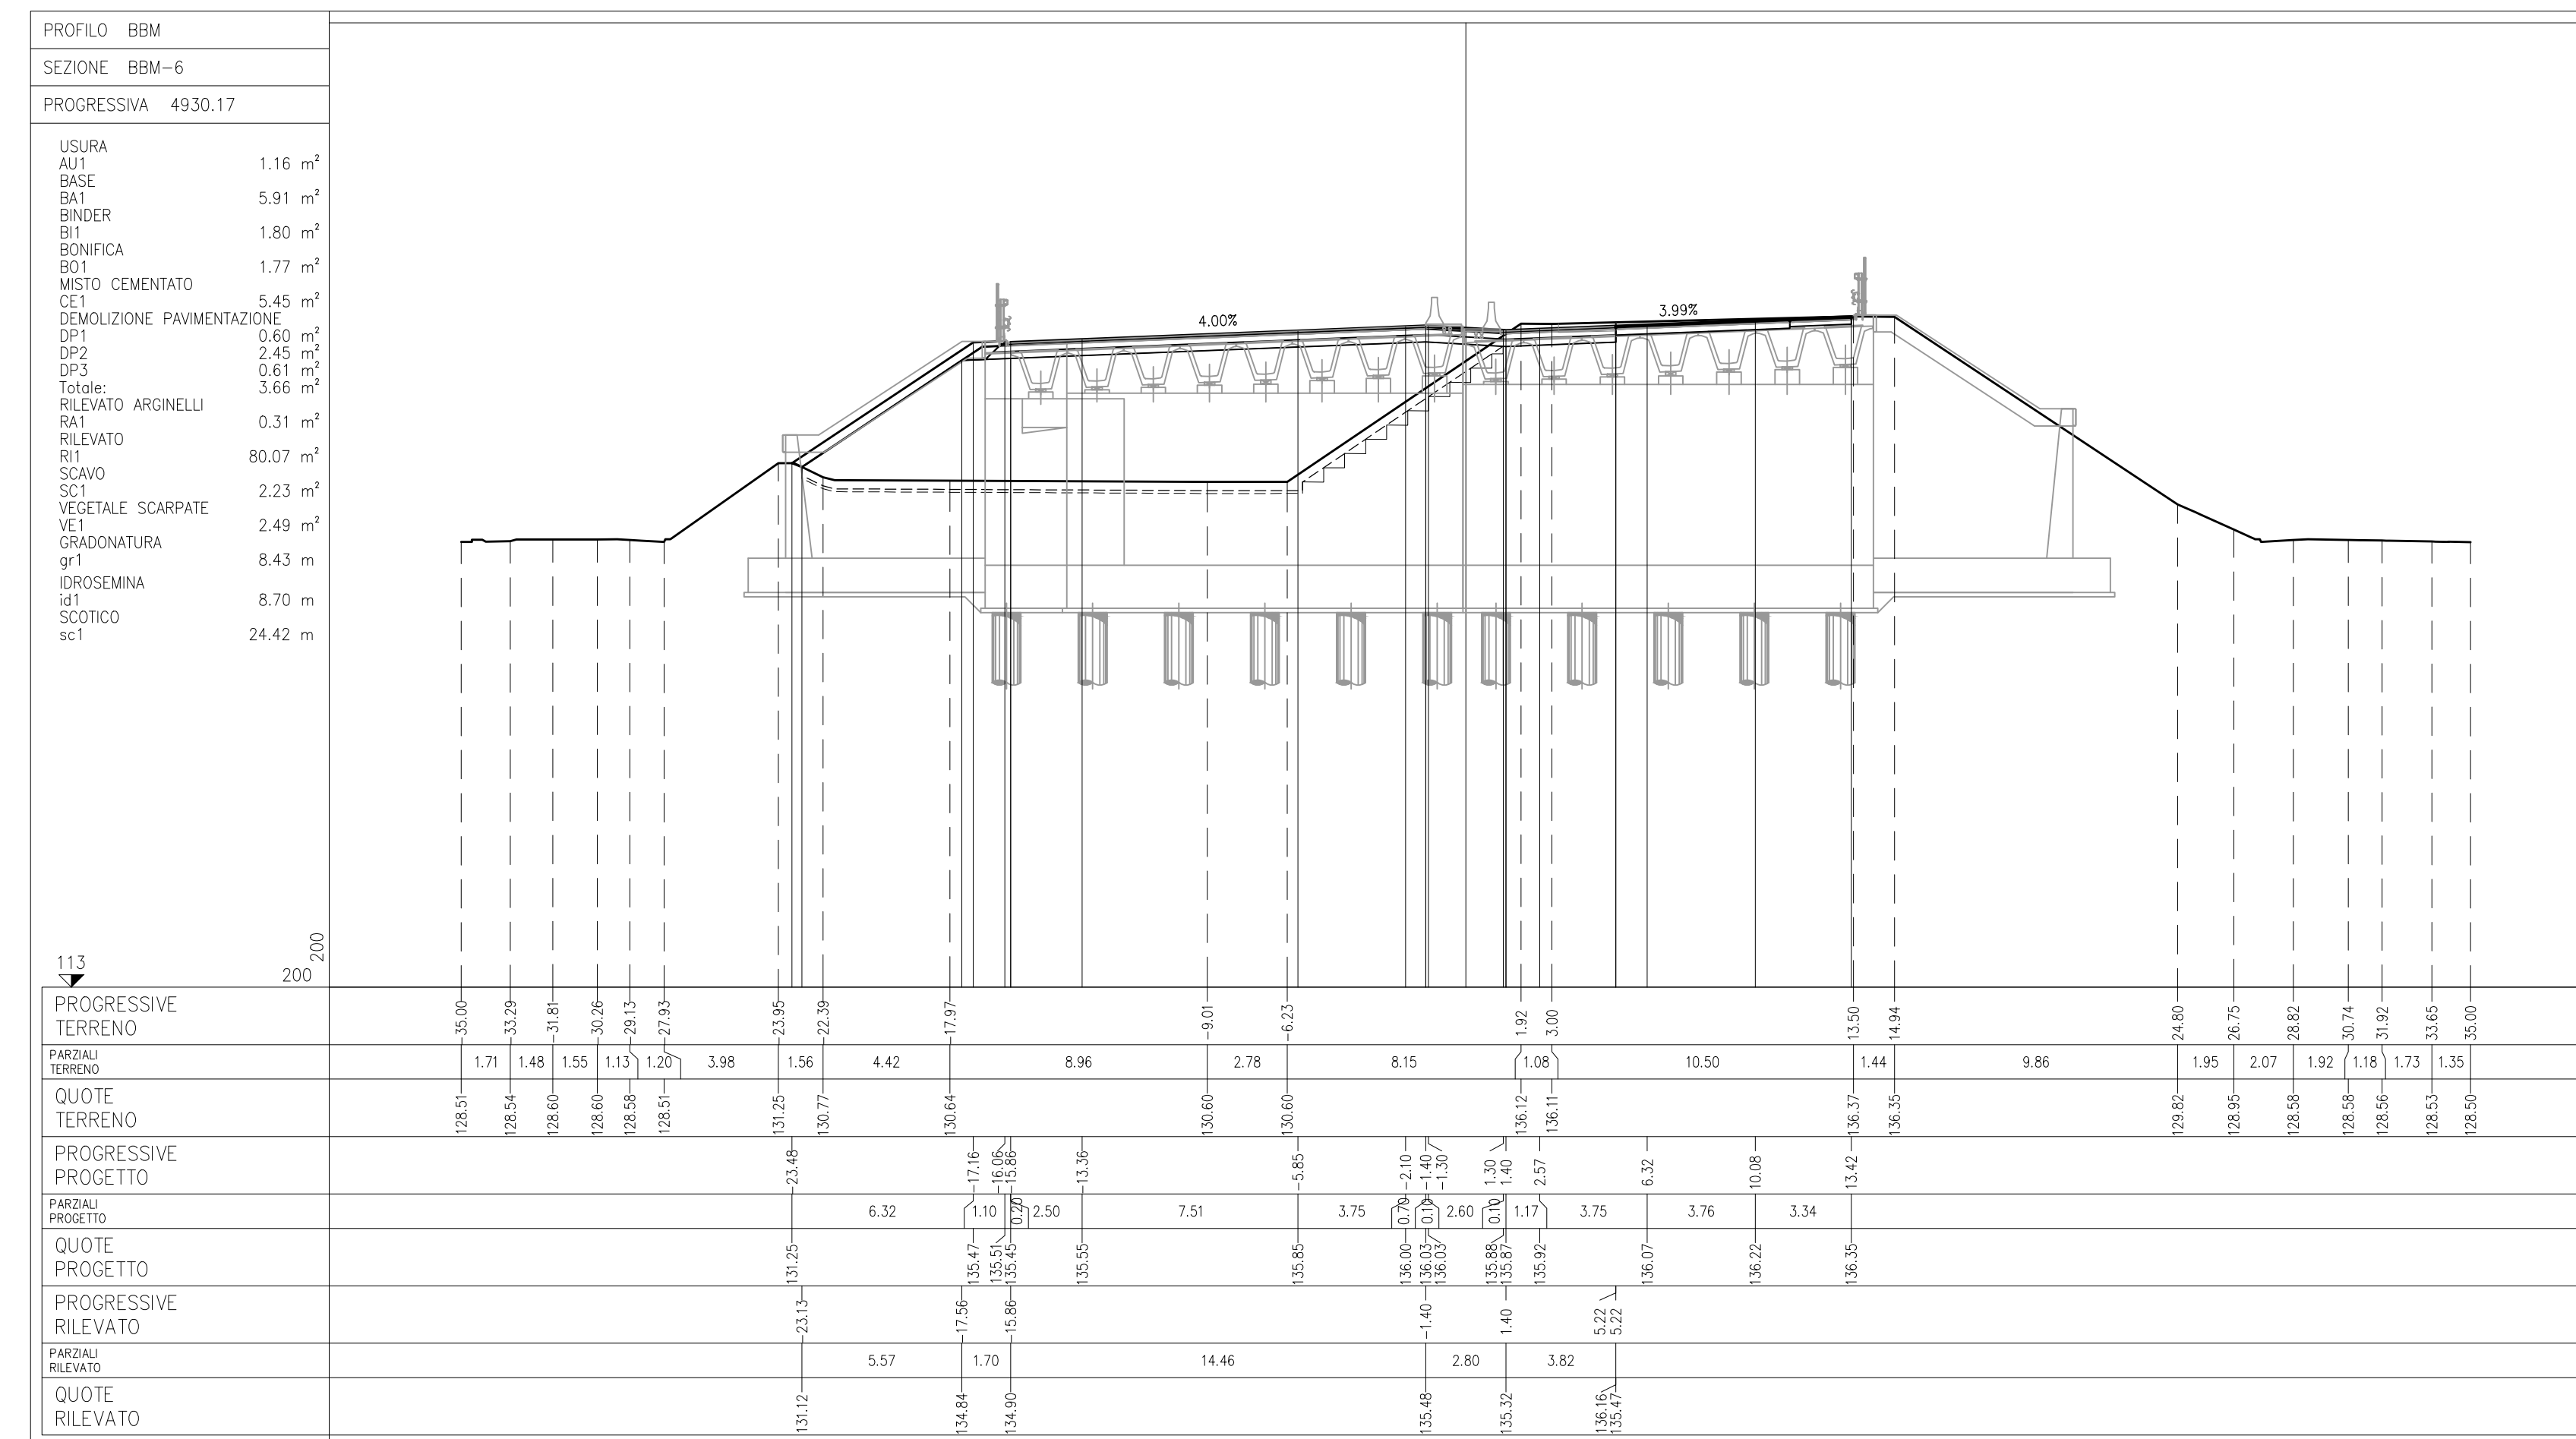 PROFILO BBM
SEZIONE BBM-6
PROGRESSIVA 4930.17
USURA
AU1 1.16 m²
BASE
BA1 5.91 m²
BINDER
BI1 1.80 m²
BONIFICA
BO1 1.77 m²
MISTO CEMENTATO
CE1 5.45 m²
DEMOLIZIONE PAVIMENTAZIONE
DP1 0.60 m²
DP2 2.45 m²
DP3 0.61 m²
Totale: 3.66 m²
RILEVATO ARGINELLI
RA1 0.31 m²
RILEVATO
RI1 80.07 m²
SCAVO
SC1 2.23 m²
VEGETALE SCARPATE
VE1 2.49 m²
GRADONATURA
gr1 8.43 m
IDROSEMINA
id1 8.70 m
SCOTICO
sc1 24.42 m
4.00%
3.99%
113
200
200
PROGRESSIVE
TERRENO
-35.00 -33.29 -31.81 -30.26 -29.13 -27.93 -23.95 -22.39 -17.97 -9.01 -6.23 1.92 3.00 13.50 14.94 24.80 26.75 28.82 30.74 31.92 33.65 35.00
PARZIALI
TERRENO
1.71 1.48 1.55 1.13 1.20 3.98 1.56 4.42 8.96 2.78 8.15 1.08 10.50 1.44 9.86 1.95 2.07 1.92 1.18 1.73 1.35
QUOTE
TERRENO
128.51 128.54 128.60 128.60 128.58 128.51 131.25 130.77 130.64 130.60 130.60 136.12 136.11 136.37 136.35 129.82 128.95 128.58 128.58 128.56 128.53 128.50
PROGRESSIVE
PROGETTO
-23.48 -17.16 -16.06 -15.86 -13.36 -5.85 -2.10 -1.40 -1.30 1.30 1.40 2.57 6.32 10.08 13.42
PARZIALI
PROGETTO
6.32 1.10 0.20 2.50 7.51 3.75 0.70 0.10 2.60 0.10 1.17 3.75 3.76 3.34
QUOTE
PROGETTO
131.25 135.47 135.51 135.45 135.55 135.85 136.00 136.03 136.03 135.88 135.87 135.92 136.07 136.22 136.35
PROGRESSIVE
RILEVATO
-23.13 -17.56 -15.86 -1.40 1.40 5.22 5.22
PARZIALI
RILEVATO
5.57 1.70 14.46 2.80 3.82
QUOTE
RILEVATO
131.12 134.84 134.90 135.48 135.32 136.16 135.47